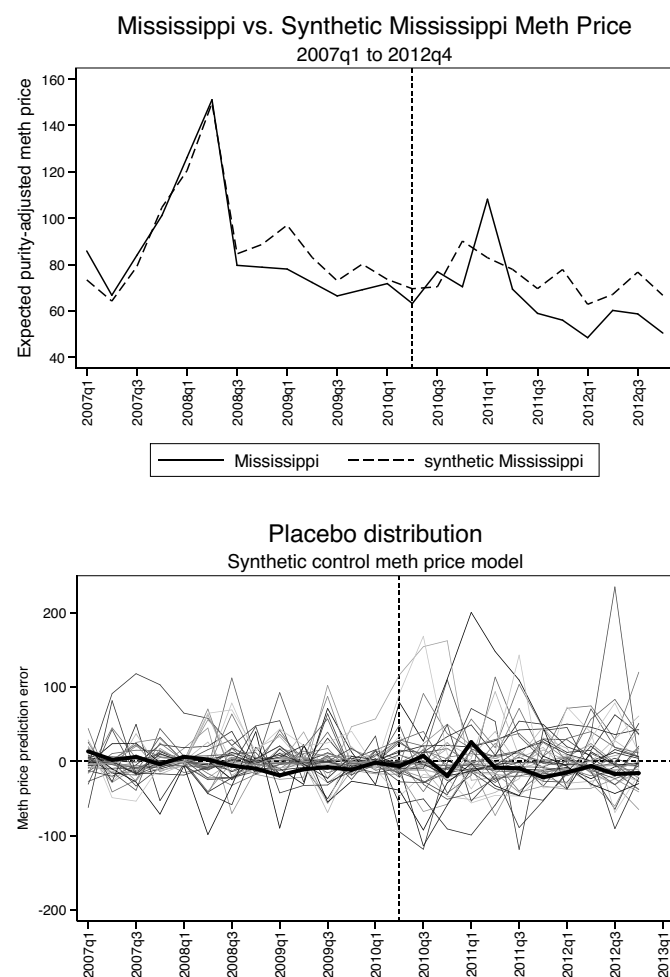 Mississippi vs. Synthetic Mississippi Meth Price
2007q1 to 2012q4
Expected purity-adjusted meth price
160
140
120
100
80
60
40
2007q1
2007q3
2008q1
2008q3
2009q1
2009q3
2010q1
2010q3
2011q1
2011q3
2012q1
2012q3
Mississippi
synthetic Mississippi
Placebo distribution
Synthetic control meth price model
Meth price prediction error
200
100
0
-100
-200
2007q1
2007q3
2008q1
2008q3
2009q1
2009q3
2010q1
2010q3
2011q1
2011q3
2012q1
2012q3
2013q1